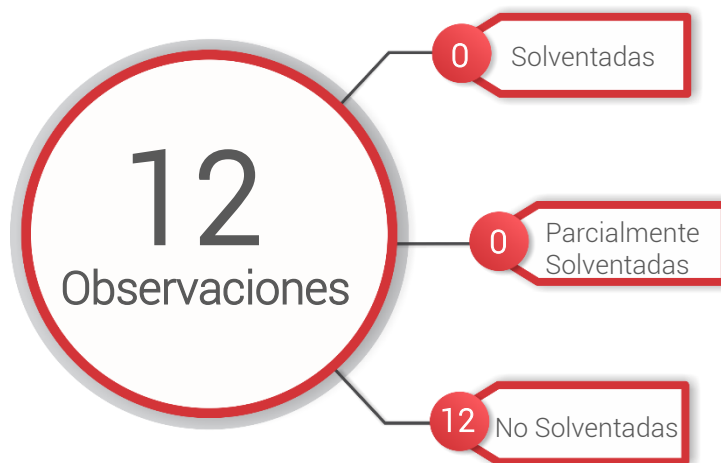 12
Observaciones
0
Solventadas
0
Parcialmente
Solventadas
12
No Solventadas